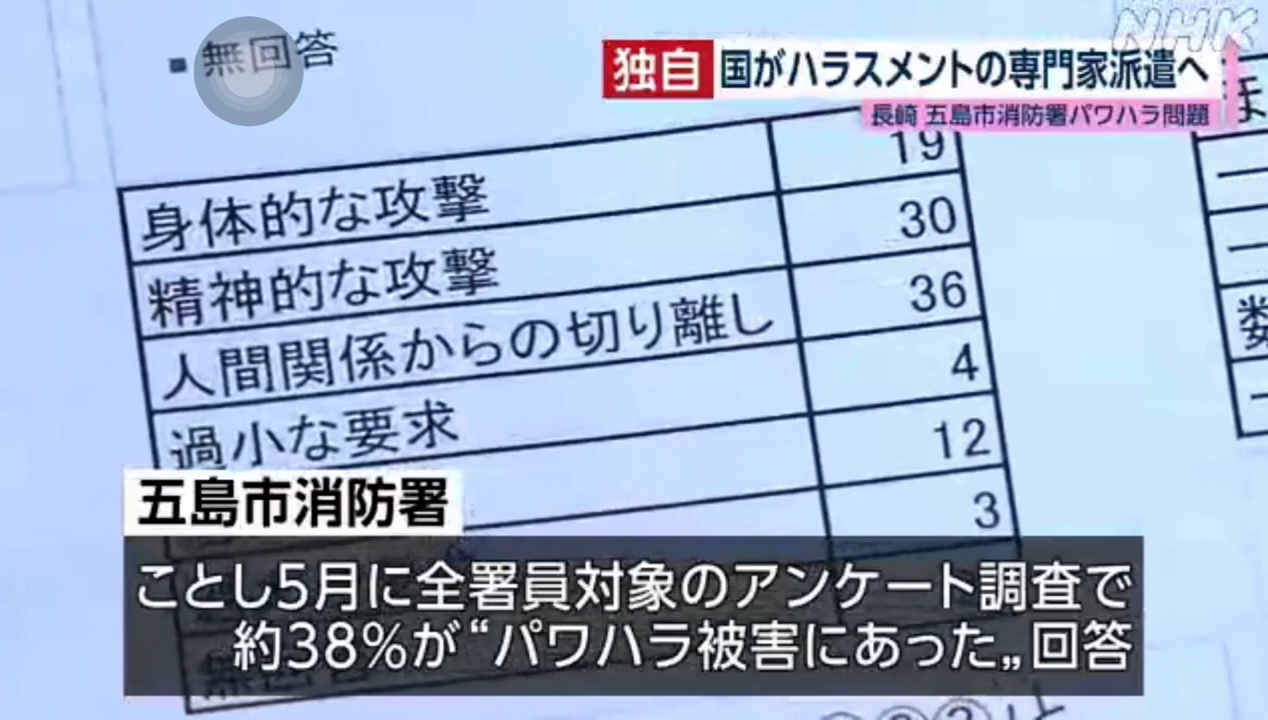 NHK
独自 国がハラスメントの専門家派遣へ
長崎 五島市消防署パワハラ問題
▪無回答
身体的な攻撃 19
精神的な攻撃 30
人間関係からの切り離し 36
過小な要求 4
12
3
五島市消防署
ことし5月に全署員対象のアンケート調査で
約38%が“パワハラ被害にあった„回答